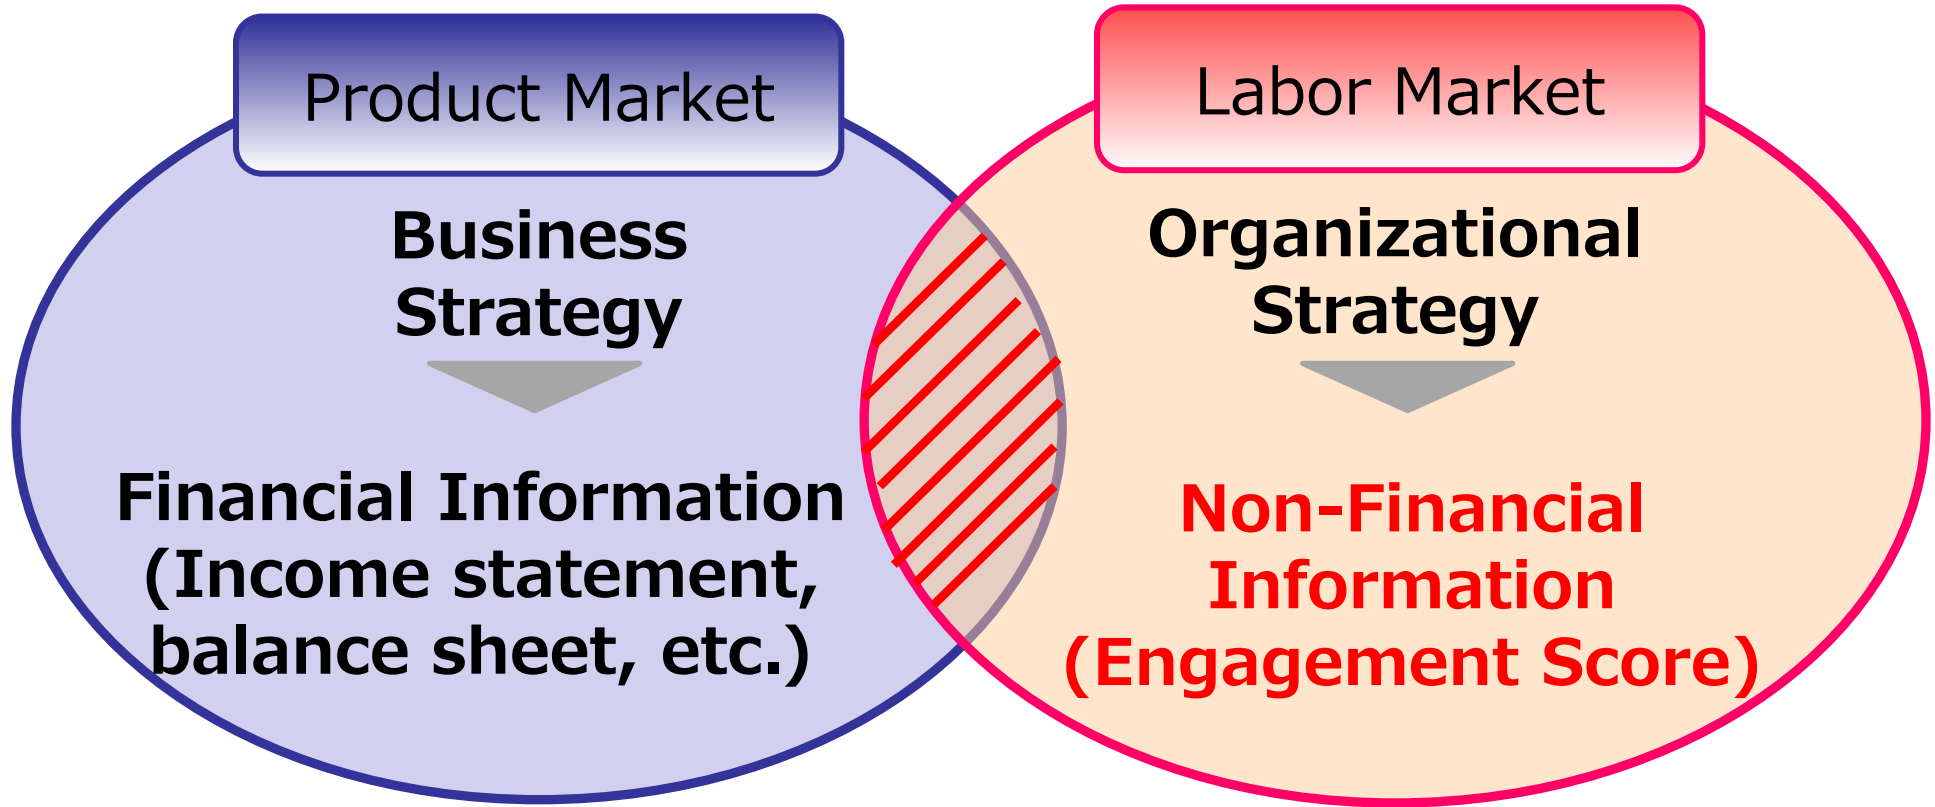 Product Market
Business
Strategy
Financial Information
(Income statement,
balance sheet, etc.)
Labor Market
Organizational
Strategy
Non-Financial
Information
(Engagement Score)